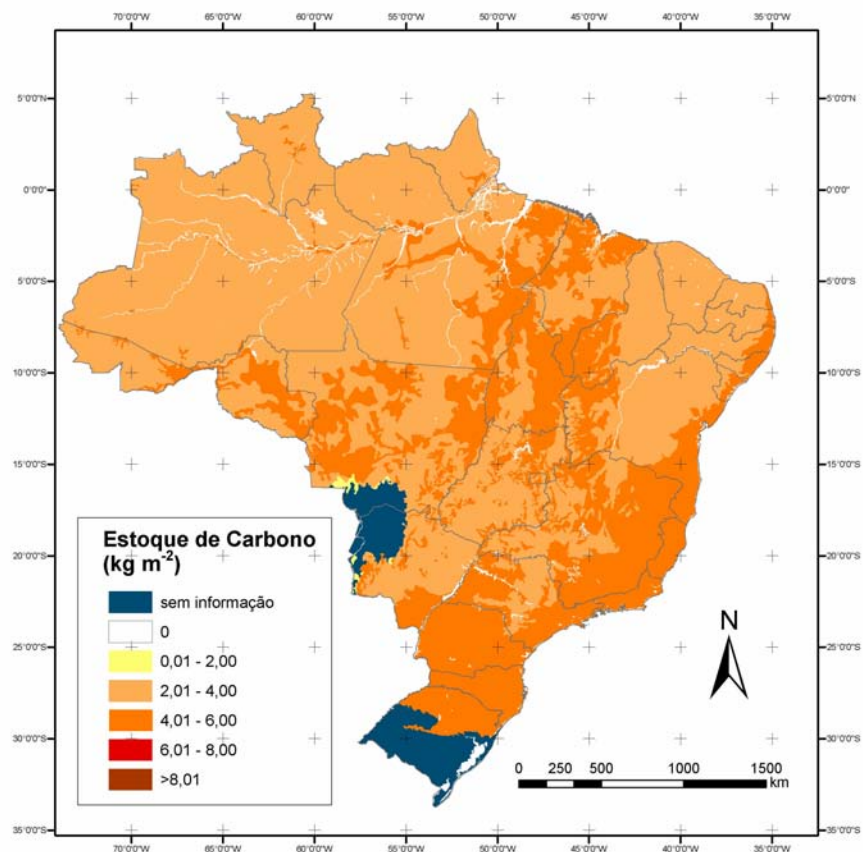 70°0'0"W 65°0'0"W 60°0'0"W 55°0'0"W 50°0'0"W 45°0'0"W 40°0'0"W 35°0'0"W
5°0'0"N 5°0'0"N
0°0'0" 0°0'0"
5°0'0"S 5°0'0"S
10°0'0"S 10°0'0"S
15°0'0"S 15°0'0"S
20°0'0"S 20°0'0"S
25°0'0"S 25°0'0"S
30°0'0"S 30°0'0"S
35°0'0"S 35°0'0"S
Estoque de Carbono
(kg m⁻²)
sem informação
0
0,01 - 2,00
2,01 - 4,00
4,01 - 6,00
6,01 - 8,00
>8,01
N
0 250 500 1000 1500
km
70°0'0"W 65°0'0"W 60°0'0"W 55°0'0"W 50°0'0"W 45°0'0"W 40°0'0"W 35°0'0"W